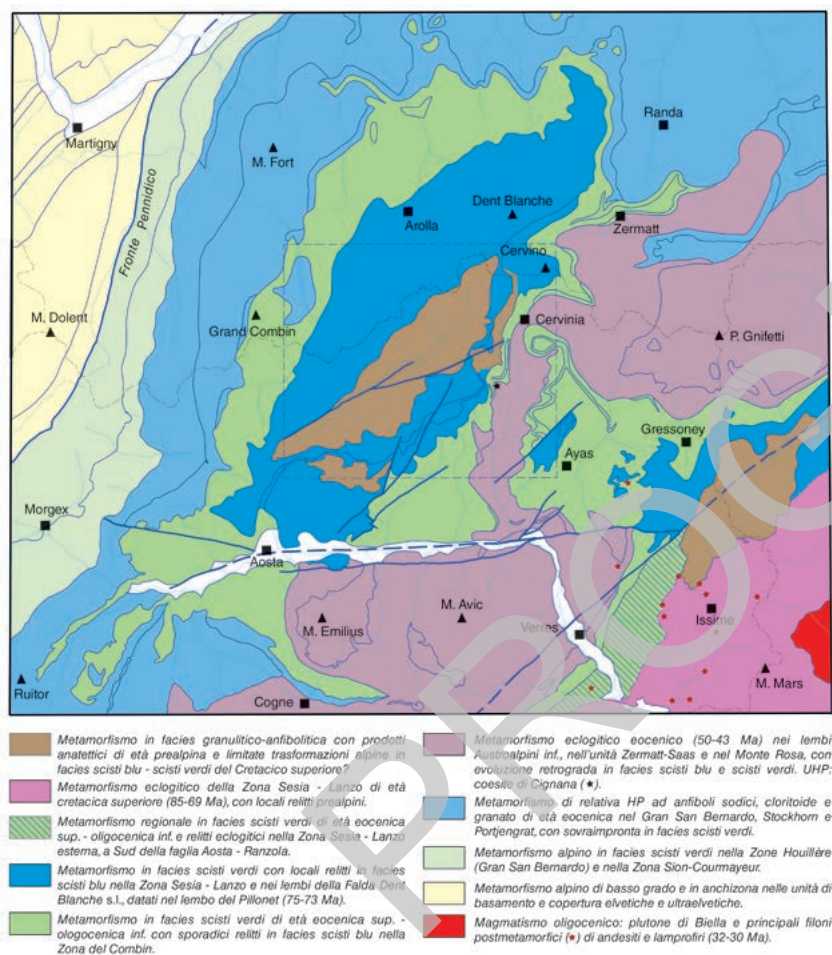 Martigny
Randa
M. Fort
Dent Blanche
Arolla
Zermatt
Fronte Pennidico
Cervino
M. Dolent
Grand Combin
Cervinia
P. Gnifetti
Gressoney
Ayas
Morgex
Aosta
Issime
M. Emilius
M. Avic
Verres
M. Mars
Ruitor
Cogne
Metamorfismo in facies granulitico-anfibolitica con prodotti
anatettici di età prealpina e limitate trasformazioni alpine in
facies scisti blu - scisti verdi del Cretacico superiore?
Metamorfismo eclogitico della Zona Sesia - Lanzo di età
cretacica superiore (85-69 Ma), con locali relitti prealpini.
Metamorfismo regionale in facies scisti verdi di età eocenica
sup. - oligocenica inf. e relitti eclogitici nella Zona Sesia - Lanzo
esterna, a Sud della faglia Aosta - Ranzola.
Metamorfismo in facies scisti verdi con locali relitti in facies
scisti blu nella Zona Sesia - Lanzo e nei lembi della Falda Dent
Blanche s.l., datati nel lembo del Pillonet (75-73 Ma).
Metamorfismo in facies scisti verdi di età eocenica sup. -
ologocenica inf. con sporadici relitti in facies scisti blu nella
Zona del Combin.
Metamorfismo eclogitico eocenico (50-43 Ma) nei lembi
Austroalpini inf., nell'unità Zermatt-Saas e nel Monte Rosa, con
evoluzione retrograda in facies scisti blu e scisti verdi. UHP:
coesite di Cignana (★).
Metamorfismo di relativa HP ad anfiboli sodici, cloritoide e
granato di età eocenica nel Gran San Bernardo, Stockhorn e
Portjengrat, con sovraimpronta in facies scisti verdi.
Metamorfismo alpino in facies scisti verdi nella Zone Houillère
(Gran San Bernardo) e nella Zona Sion-Courmayeur.
Metamorfismo alpino di basso grado e in anchizona nelle unità di
basamento e copertura elvetiche e ultraelvetiche.
Magmatismo oligocenico: plutone di Biella e principali filoni
postmetamorfici (★) di andesiti e lamprofiri (32-30 Ma).